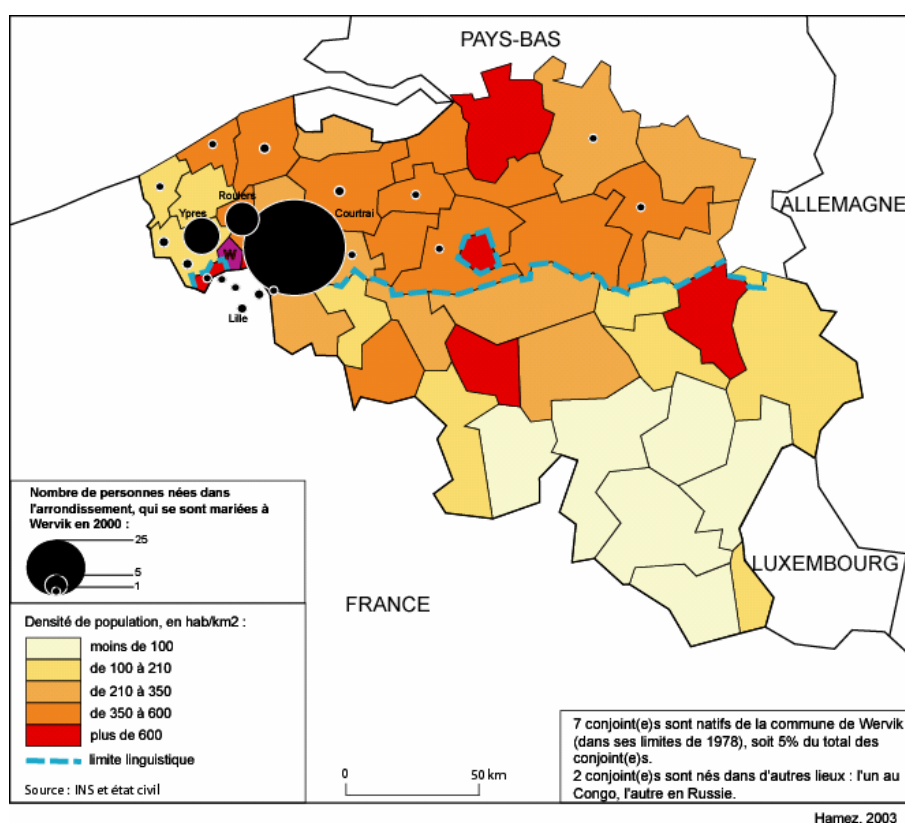 PAYS-BAS
ALLEMAGNE
Roulers
Ypres
Courtrai
W
Lille
LUXEMBOURG
FRANCE
Nombre de personnes nées dans
l'arrondissement, qui se sont mariées à
Wervik en 2000 :
25
5
1
Densité de population, en hab/km2 :
moins de 100
de 100 à 210
de 210 à 350
de 350 à 600
plus de 600
limite linguistique
Source : INS et état civil
0 50 km
7 conjoint(e)s sont natifs de la commune de Wervik
(dans ses limites de 1978), soit 5% du total des
conjoint(e)s.
2 conjoint(e)s sont nés dans d'autres lieux : l'un au
Congo, l'autre en Russie.
Hamez, 2003